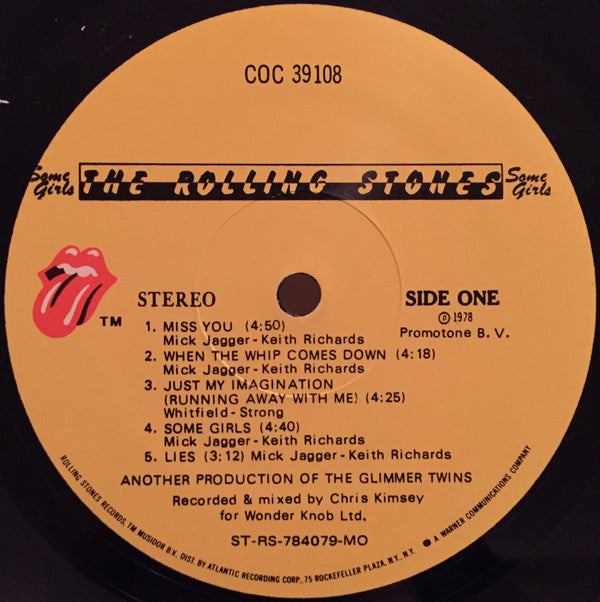 COC 39108
Some Girls THE ROLLING STONES Some Girls
TM
STEREO
SIDE ONE
℗ 1978
Promotone B. V.
1. MISS YOU (4:50)
Mick Jagger-Keith Richards
2. WHEN THE WHIP COMES DOWN (4:18)
Mick Jagger-Keith Richards
3. JUST MY IMAGINATION
(RUNNING AWAY WITH ME) (4:25)
Whitfield-Strong
4. SOME GIRLS (4:40)
Mick Jagger-Keith Richards
5. LIES (3:12) Mick Jagger-Keith Richards
ANOTHER PRODUCTION OF THE GLIMMER TWINS
Recorded & mixed by Chris Kimsey
for Wonder Knob Ltd.
ST-RS-784079-MO
ROLLING STONES RECORDS, TM MUSIDOR B.V., DIST. BY ATLANTIC RECORDING CORP., 75 ROCKEFELLER PLAZA, N.Y., N.Y. ● A WARNER COMMUNICATIONS COMPANY